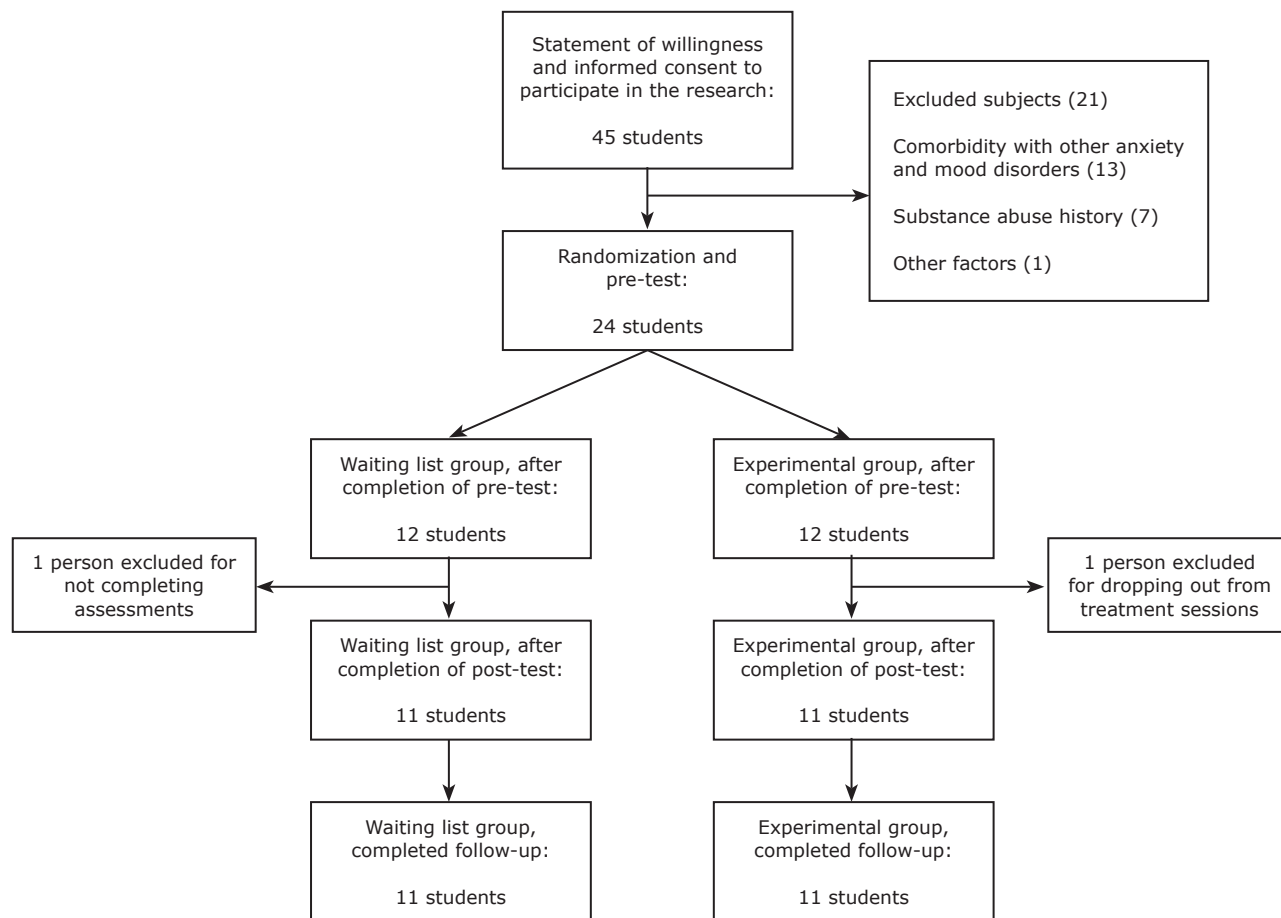 Statement of willingness
and informed consent to
participate in the research:
45 students
Excluded subjects (21)
Comorbidity with other anxiety
and mood disorders (13)
Substance abuse history (7)
Other factors (1)
Randomization and
pre-test:
24 students
Waiting list group, after
completion of pre-test:
12 students
Experimental group, after
completion of pre-test:
12 students
1 person excluded for
not completing
assessments
1 person excluded
for dropping out from
treatment sessions
Waiting list group, after
completion of post-test:
11 students
Experimental group, after
completion of post-test:
11 students
Waiting list group,
completed follow-up:
11 students
Experimental group,
completed follow-up:
11 students